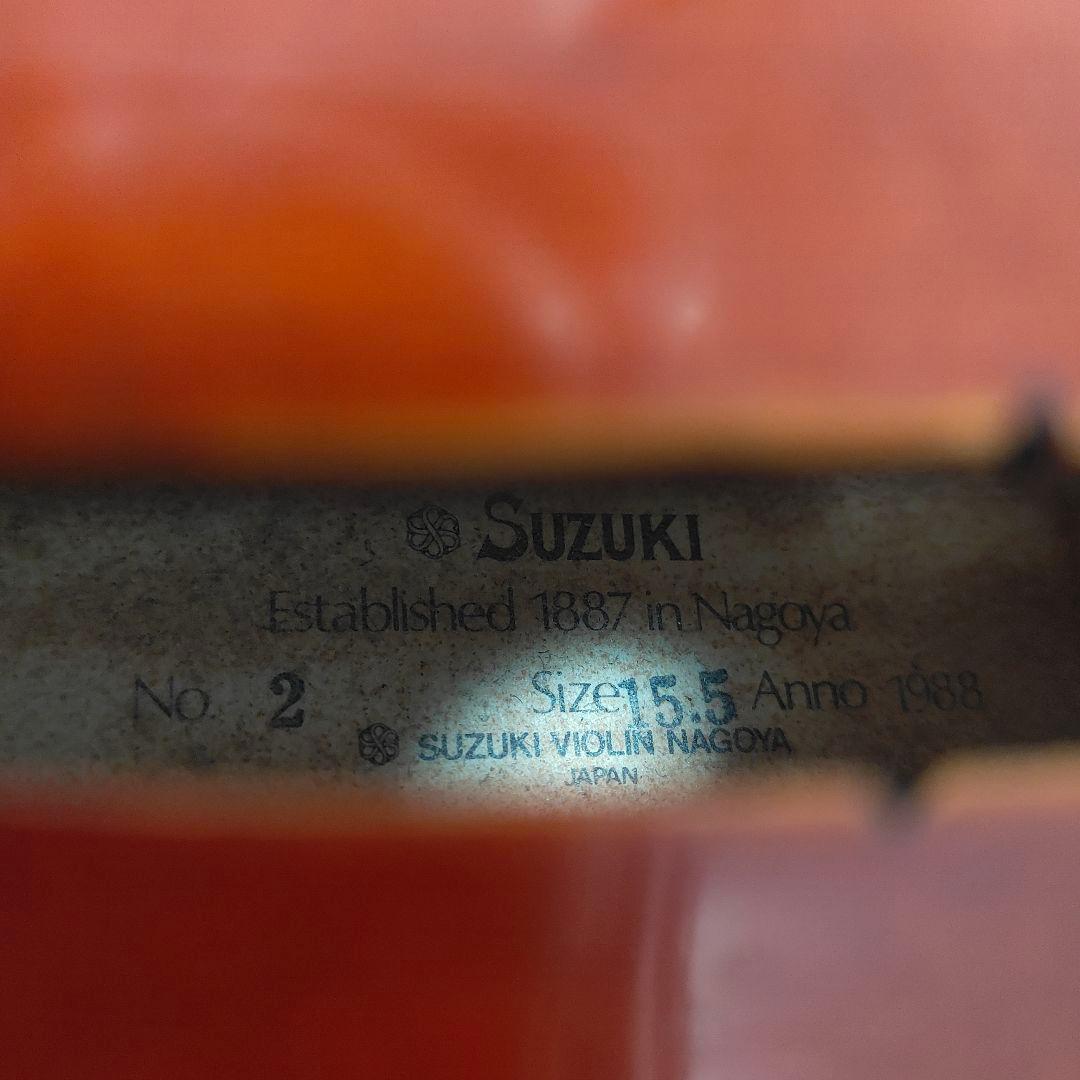 SUZUKI
Established 1887 in Nagoya
No. 2 Size 15.5 Anno 1988
SUZUKI VIOLIN NAGOYA
JAPAN